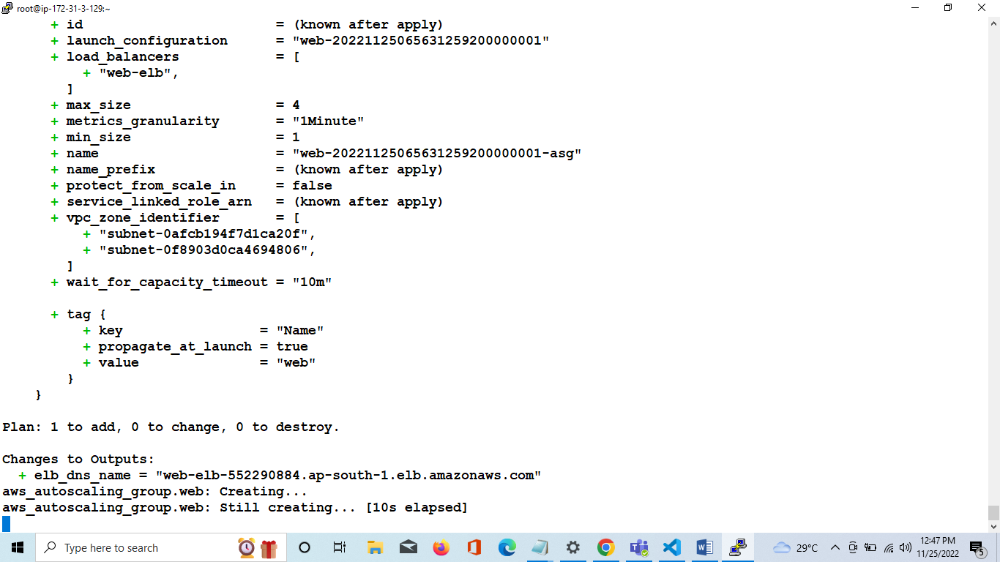 root@ip-172-31-3-129:~
+ id                        = (known after apply)
+ launch_configuration      = "web-20221125065631259200000001"
+ load_balancers            = [
+ "web-elb",
]
+ max_size                  = 4
+ metrics_granularity       = "1Minute"
+ min_size                  = 1
+ name                      = "web-20221125065631259200000001-asg"
+ name_prefix               = (known after apply)
+ protect_from_scale_in     = false
+ service_linked_role_arn   = (known after apply)
+ vpc_zone_identifier       = [
+ "subnet-0afcb194f7d1ca20f",
+ "subnet-0f8903d0ca4694806",
]
+ wait_for_capacity_timeout = "10m"
+ tag {
+ key                 = "Name"
+ propagate_at_launch = true
+ value               = "web"
}
}
Plan: 1 to add, 0 to change, 0 to destroy.
Changes to Outputs:
+ elb_dns_name = "web-elb-552290884.ap-south-1.elb.amazonaws.com"
aws_autoscaling_group.web: Creating...
aws_autoscaling_group.web: Still creating... [10s elapsed]
Type here to search
29°C
12:47 PM
11/25/2022
5